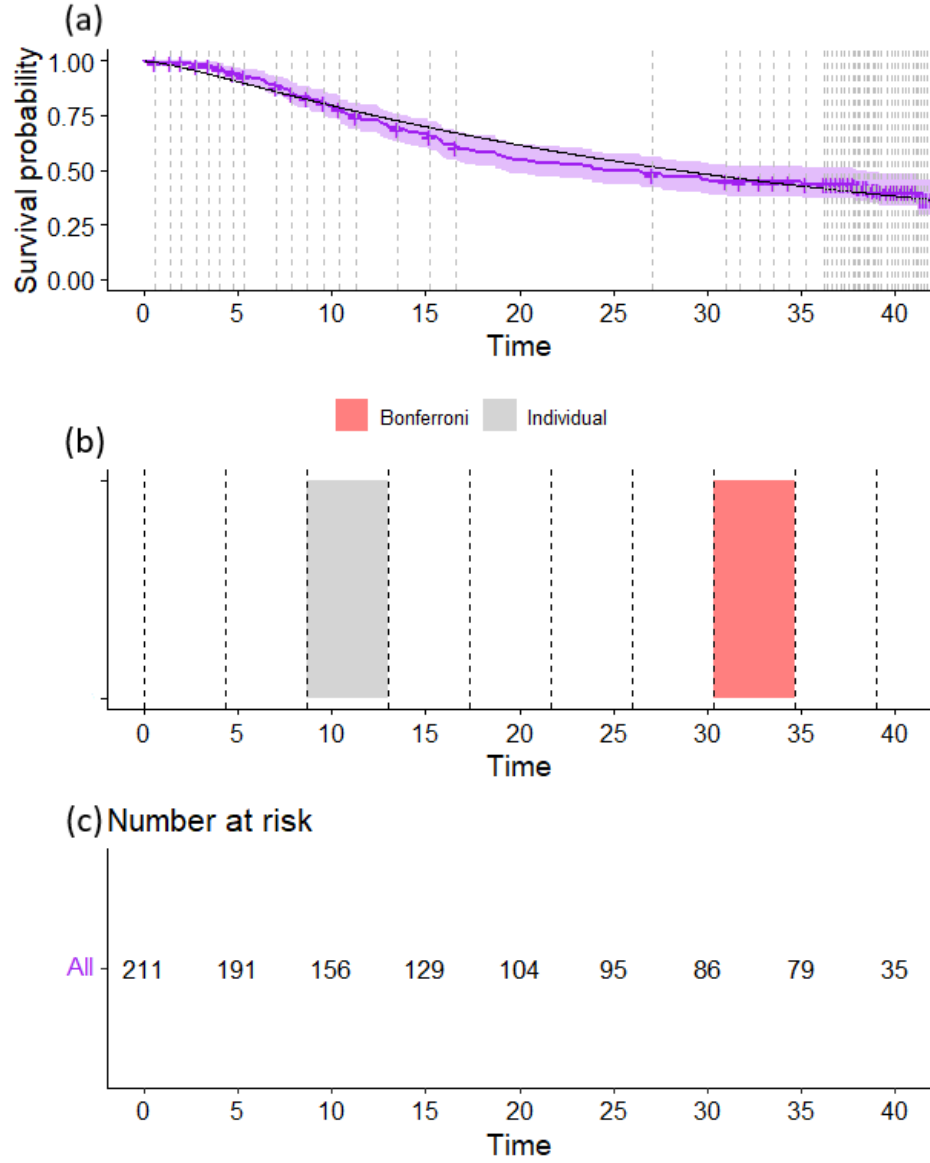 (a)
Survival probability
1.00
0.75
0.50
0.25
0.00
0 5 10 15 20 25 30 35 40
Time
Bonferroni Individual
(b)
0 5 10 15 20 25 30 35 40
Time
(c) Number at risk
All 211 191 156 129 104 95 86 79 35
0 5 10 15 20 25 30 35 40
Time